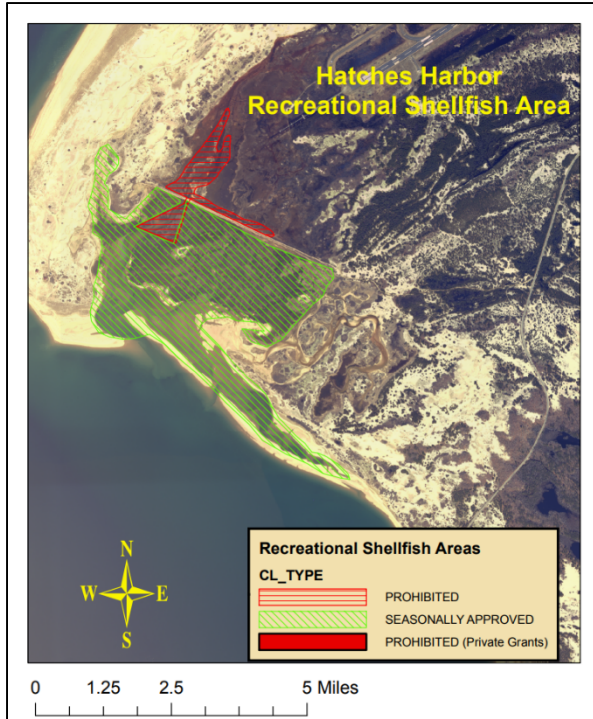 Hatches Harbor
Recreational Shellfish Area
N
W E
S
Recreational Shellfish Areas
CL_TYPE
PROHIBITED
SEASONALLY APPROVED
PROHIBITED (Private Grants)
0 1.25 2.5 5 Miles